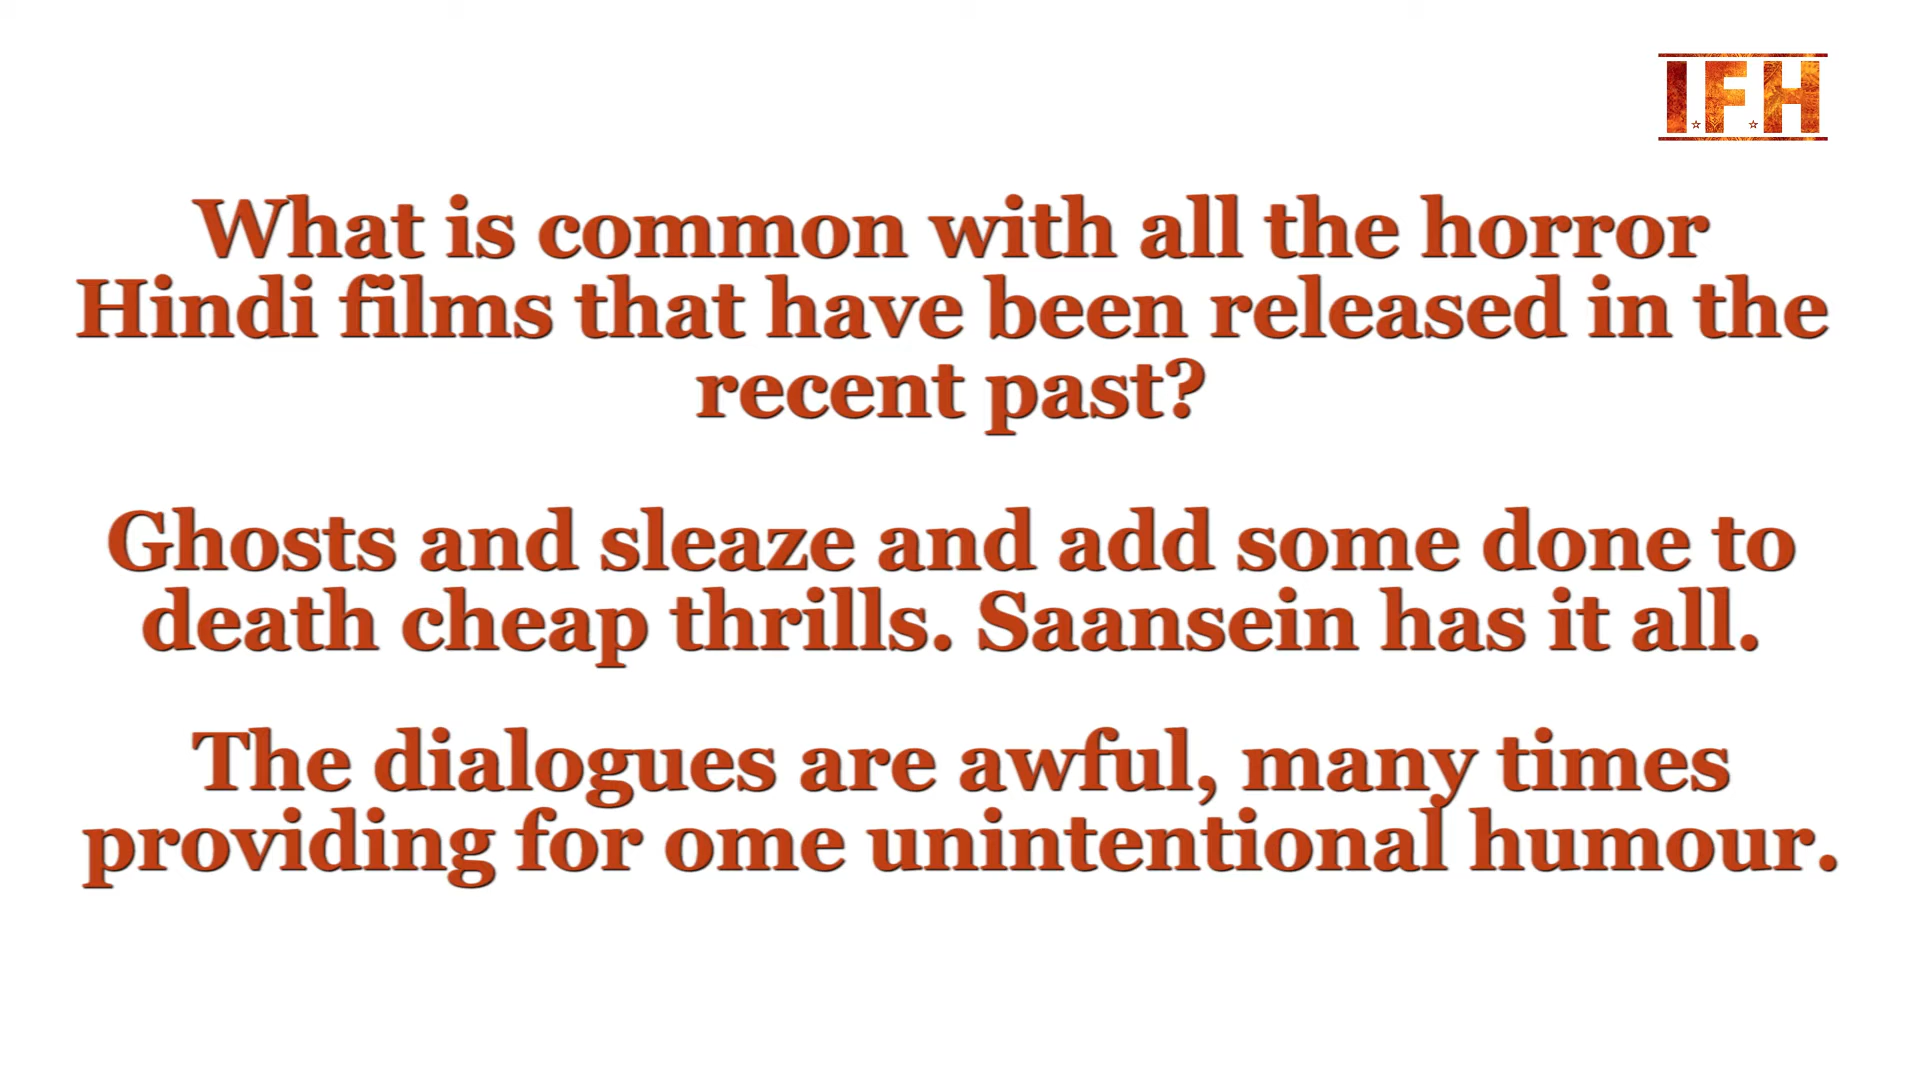 I.F.H
What is common with all the horror
Hindi films that have been released in the
recent past?
Ghosts and sleaze and add some done to
death cheap thrills. Saansein has it all.
The dialogues are awful, many times
providing for ome unintentional humour.